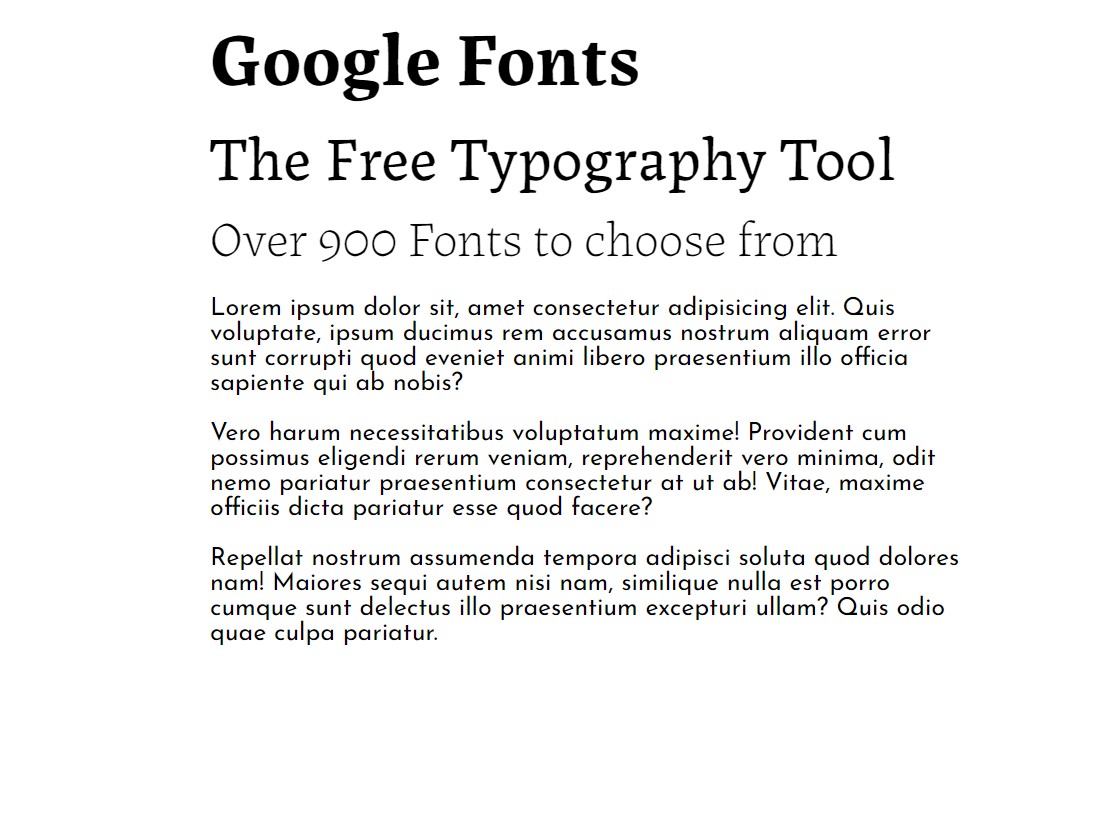 Google Fonts
The Free Typography Tool
Over 900 Fonts to choose from
Lorem ipsum dolor sit, amet consectetur adipisicing elit. Quis
voluptate, ipsum ducimus rem accusamus nostrum aliquam error
sunt corrupti quod eveniet animi libero praesentium illo officia
sapiente qui ab nobis?
Vero harum necessitatibus voluptatum maxime! Provident cum
possimus eligendi rerum veniam, reprehenderit vero minima, odit
nemo pariatur praesentium consectetur at ut ab! Vitae, maxime
officiis dicta pariatur esse quod facere?
Repellat nostrum assumenda tempora adipisci soluta quod dolores
nam! Maiores sequi autem nisi nam, similique nulla est porro
cumque sunt delectus illo praesentium excepturi ullam? Quis odio
quae culpa pariatur.